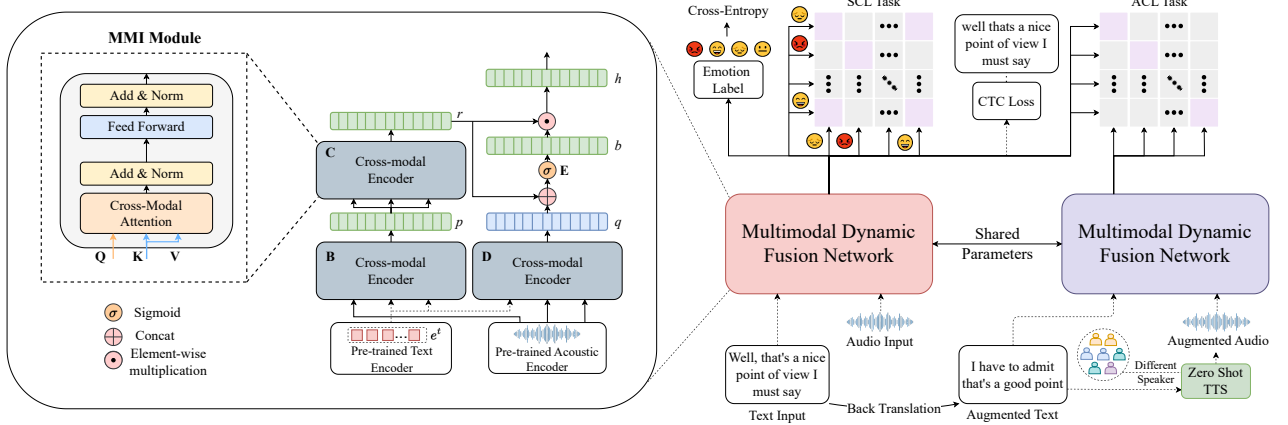 MMI Module
Add & Norm
Feed Forward
Add & Norm
Cross-Modal
Attention
Q
K
V
σ
Sigmoid
Concat
Element-wise
multiplication
h
r
b
σ
E
C
Cross-modal
Encoder
p
q
B
Cross-modal
Encoder
D
Cross-modal
Encoder
e^t
Pre-trained Text
Encoder
Pre-trained Acoustic
Encoder
Cross-Entropy
Emotion
Label
SCL Task
well thats a nice
point of view I
must say
CTC Loss
ACL Task
Multimodal Dynamic
Fusion Network
Shared
Parameters
Multimodal Dynamic
Fusion Network
Audio Input
Well, that's a nice
point of view I
must say
Text Input
Back Translation
I have to admit
that's a good point
Augmented Text
Different
Speaker
Augmented Audio
Zero Shot
TTS